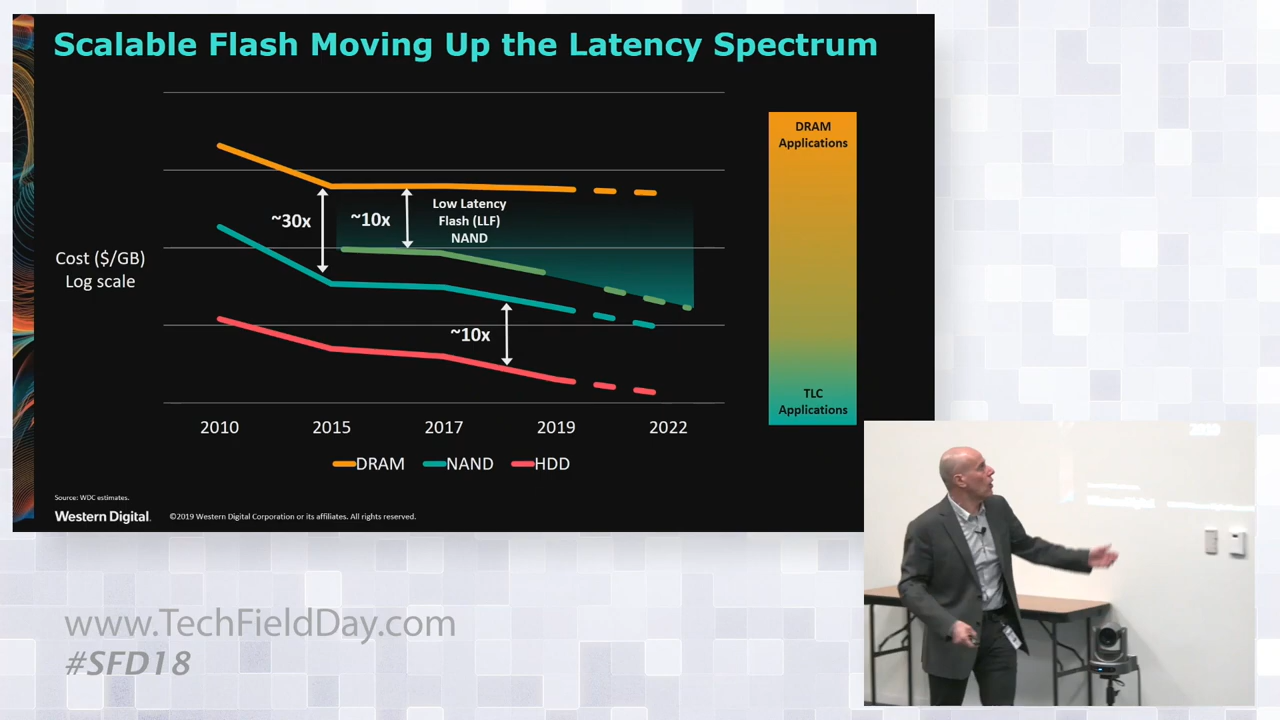 Scalable Flash Moving Up the Latency Spectrum
DRAM
Applications
~30x
~10x
Low Latency
Flash (LLF)
NAND
Cost ($/GB)
Log scale
~10x
TLC
Applications
2010
2015
2017
2019
2022
DRAM
NAND
HDD
Source: WDC estimates.
Western Digital.
©2019 Western Digital Corporation or its affiliates. All rights reserved.
www.TechFieldDay.com
#SFD18